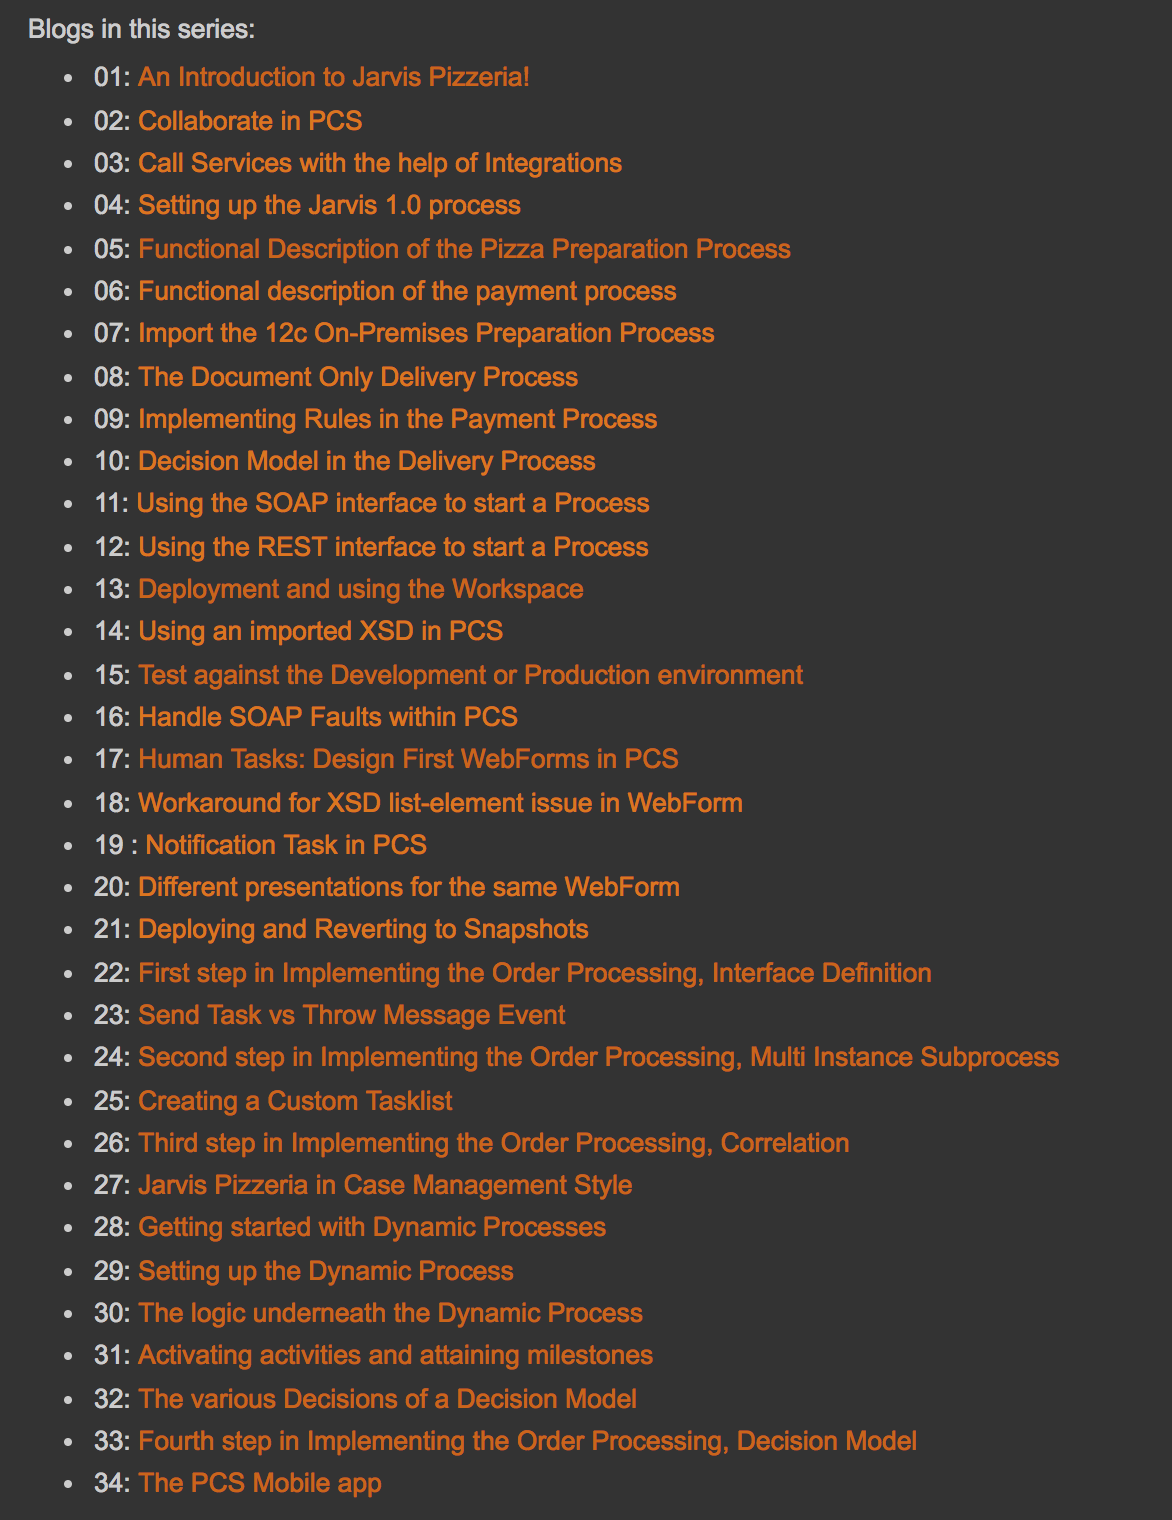 Blogs in this series:
• 01: An Introduction to Jarvis Pizzeria!
• 02: Collaborate in PCS
• 03: Call Services with the help of Integrations
• 04: Setting up the Jarvis 1.0 process
• 05: Functional Description of the Pizza Preparation Process
• 06: Functional description of the payment process
• 07: Import the 12c On-Premises Preparation Process
• 08: The Document Only Delivery Process
• 09: Implementing Rules in the Payment Process
• 10: Decision Model in the Delivery Process
• 11: Using the SOAP interface to start a Process
• 12: Using the REST interface to start a Process
• 13: Deployment and using the Workspace
• 14: Using an imported XSD in PCS
• 15: Test against the Development or Production environment
• 16: Handle SOAP Faults within PCS
• 17: Human Tasks: Design First WebForms in PCS
• 18: Workaround for XSD list-element issue in WebForm
• 19 : Notification Task in PCS
• 20: Different presentations for the same WebForm
• 21: Deploying and Reverting to Snapshots
• 22: First step in Implementing the Order Processing, Interface Definition
• 23: Send Task vs Throw Message Event
• 24: Second step in Implementing the Order Processing, Multi Instance Subprocess
• 25: Creating a Custom Tasklist
• 26: Third step in Implementing the Order Processing, Correlation
• 27: Jarvis Pizzeria in Case Management Style
• 28: Getting started with Dynamic Processes
• 29: Setting up the Dynamic Process
• 30: The logic underneath the Dynamic Process
• 31: Activating activities and attaining milestones
• 32: The various Decisions of a Decision Model
• 33: Fourth step in Implementing the Order Processing, Decision Model
• 34: The PCS Mobile app